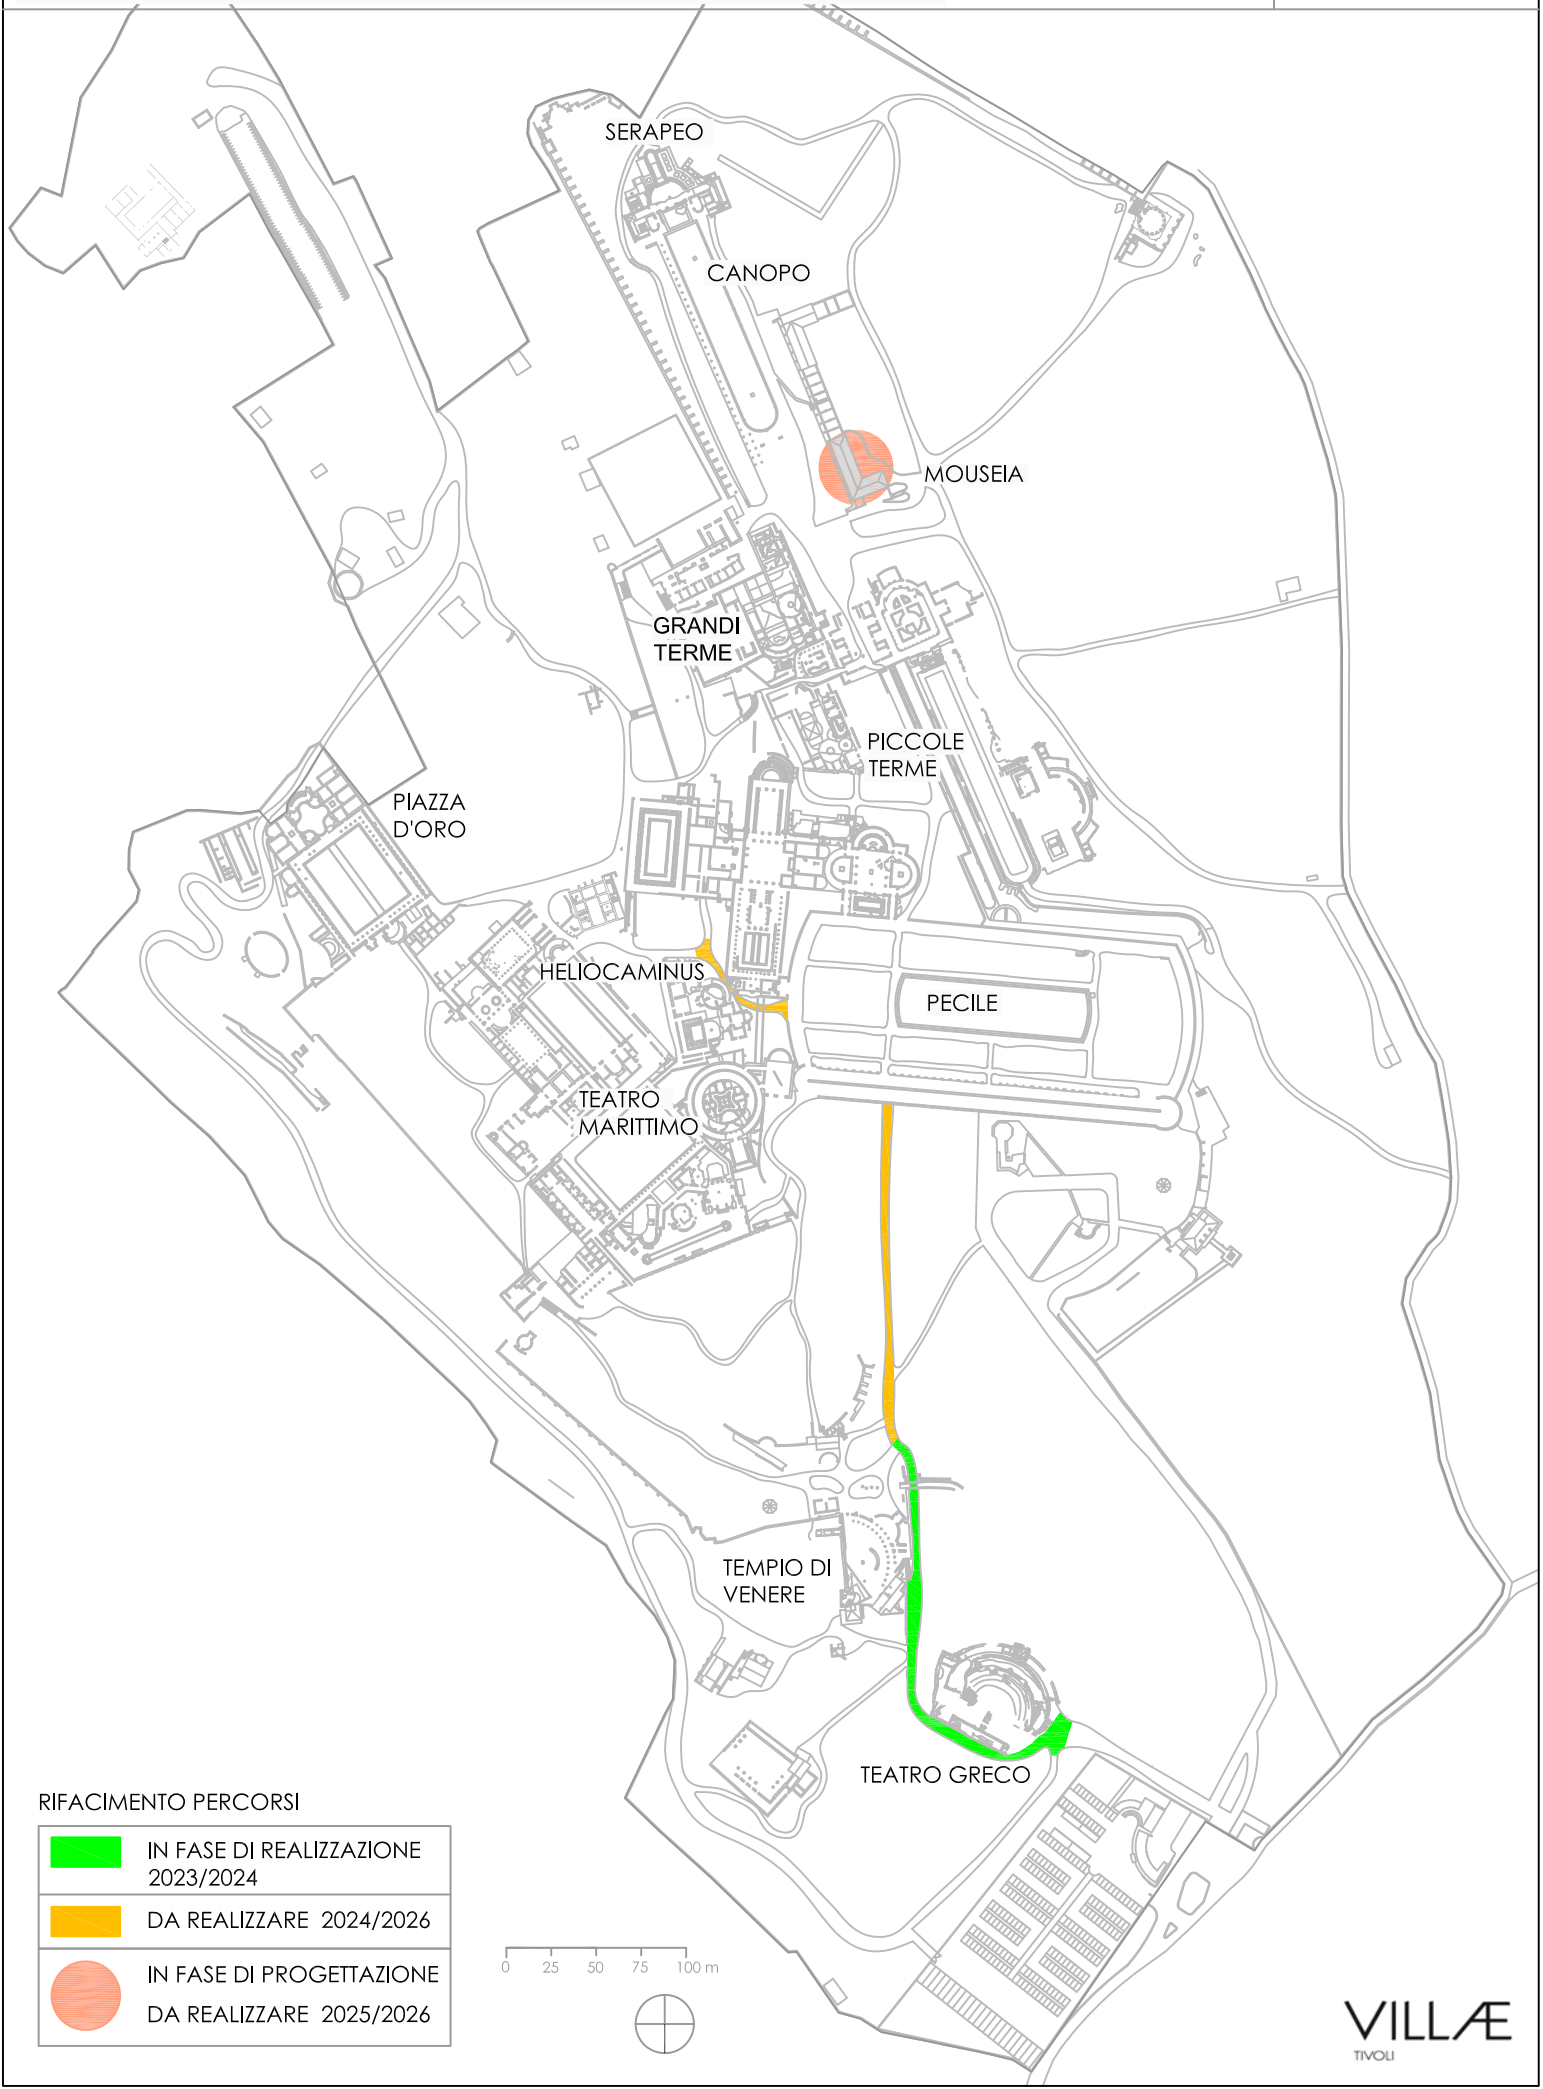 SERAPEO
CANOPO
MOUSEIA
GRANDI
TERME
PICCOLE
TERME
PIAZZA
D'ORO
HELIOCAMINUS
PECILE
TEATRO
MARITTIMO
TEMPIO DI
VENERE
TEATRO GRECO
RIFACIMENTO PERCORSI
IN FASE DI REALIZZAZIONE
2023/2024
DA REALIZZARE 2024/2026
IN FASE DI PROGETTAZIONE
DA REALIZZARE 2025/2026
0 25 50 75 100 m
VILLÆ
TIVOLI